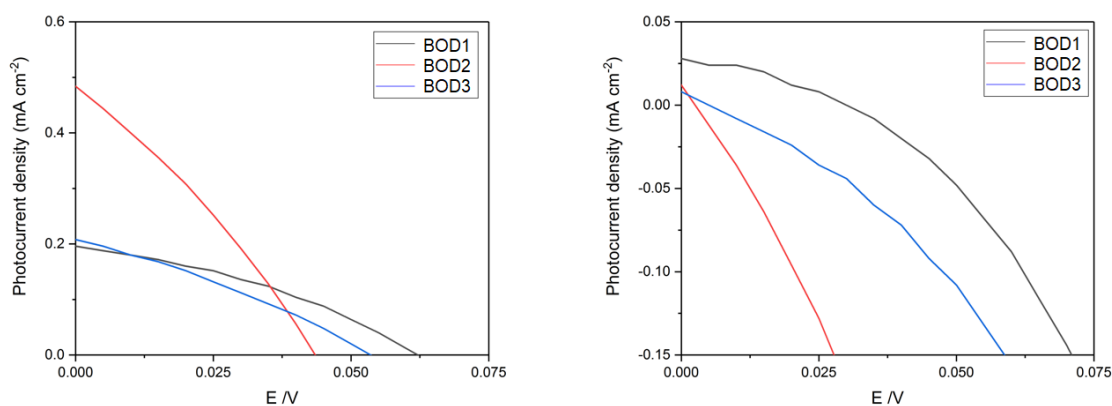 0.6
0.4
0.2
0.0
Photocurrent density (mA cm⁻²)
BOD1
BOD2
BOD3
0.000
0.025
0.050
0.075
E /V
0.05
0.00
-0.05
-0.10
-0.15
Photocurrent density (mA cm⁻²)
BOD1
BOD2
BOD3
0.000
0.025
0.050
0.075
E /V